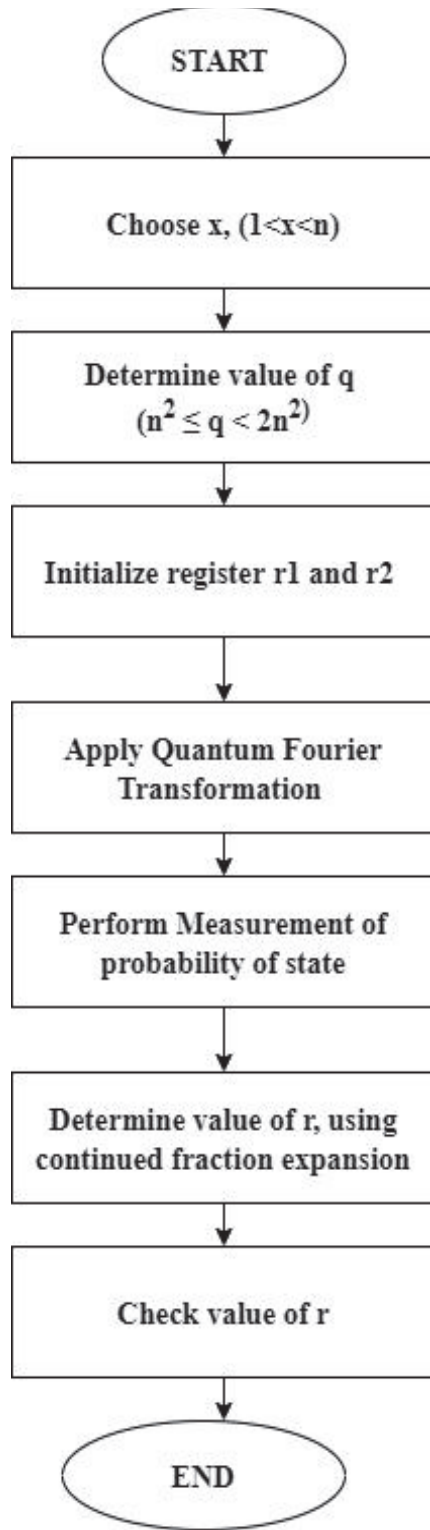 START
Choose x, (1<x<n)
Determine value of q
(n² ≤ q < 2n²)
Initialize register r1 and r2
Apply Quantum Fourier
Transformation
Perform Measurement of
probability of state
Determine value of r, using
continued fraction expansion
Check value of r
END